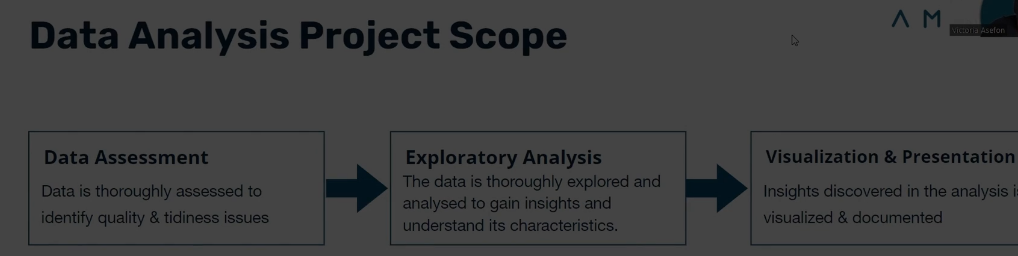 Data Analysis Project Scope
Λ M
Victoria Asefon
Data Assessment
Data is thoroughly assessed to
identify quality & tidiness issues
Exploratory Analysis
The data is thoroughly explored and
analysed to gain insights and
understand its characteristics.
Visualization & Presentation
Insights discovered in the analysis is
visualized & documented